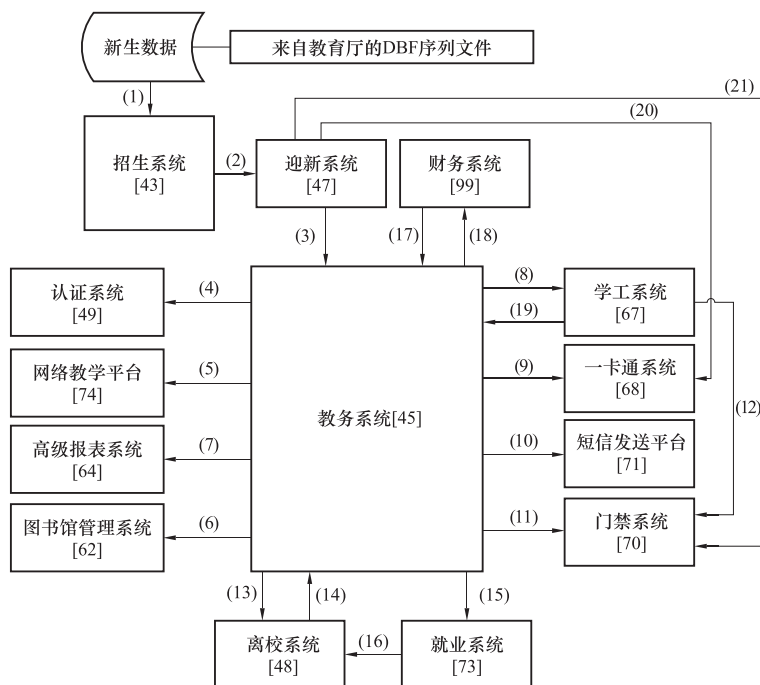 新生数据
来自教育厅的DBF序列文件
(1)
(21)
(20)
招生系统
[43]
(2)
迎新系统
[47]
财务系统
[99]
(3)
(17)
(18)
认证系统
[49]
(4)
(8)
学工系统
[67]
(19)
网络教学平台
[74]
(5)
教务系统[45]
(9)
一卡通系统
[68]
(12)
高级报表系统
[64]
(7)
(10)
短信发送平台
[71]
图书馆管理系统
[62]
(6)
(11)
门禁系统
[70]
(13)
(14)
(15)
离校系统
[48]
(16)
就业系统
[73]